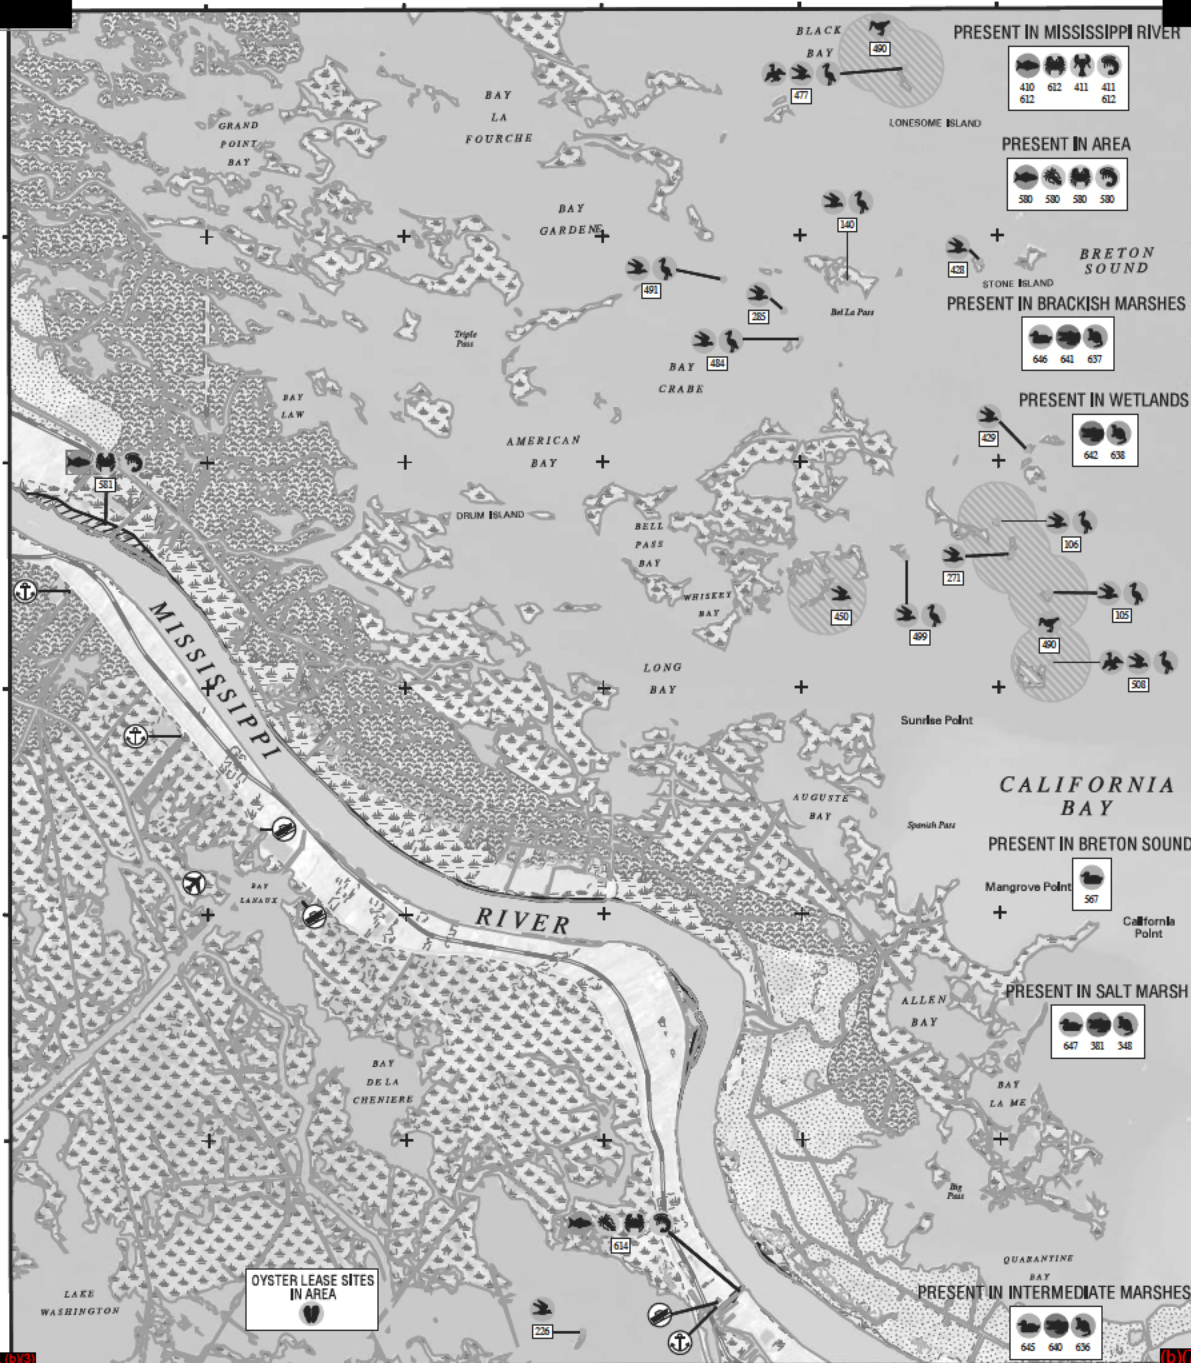 BLACK
BAY
490
477
LONESOME ISLAND
PRESENT IN MISSISSIPPI RIVER
410 612 411 411
612 612
PRESENT IN AREA
580 580 580 580
BAY
LA
FOURCHE
GRAND
POINT
BAY
BAY
GARDENE
140
491
285
Bel La Pass
484
428
STONE ISLAND
BRETON
SOUND
PRESENT IN BRACKISH MARSHES
646 641 637
Triple
Pass
BAY
CRABE
BAY
LAW
AMERICAN
BAY
PRESENT IN WETLANDS
642 638
429
581
DRUM ISLAND
BELL
PASS
BAY
WHISKEY
BAY
106
271
450
499
105
490
508
MISSISSIPPI
LONG
BAY
Sunrise Point
CALIFORNIA
BAY
AUGUSTE
BAY
Spanish Pass
PRESENT IN BRETON SOUND
567
Mangrove Point
California
Point
BAY
LANAUX
RIVER
ALLEN
BAY
PRESENT IN SALT MARSH
647 381 348
BAY
DE LA
CHENIERE
BAY
LA ME
Big
Pass
614
QUARANTINE
BAY
OYSTER LEASE SITES
IN AREA
LAKE
WASHINGTON
226
PRESENT IN INTERMEDIATE MARSHES
645 640 636
(b)(3)
(b)(